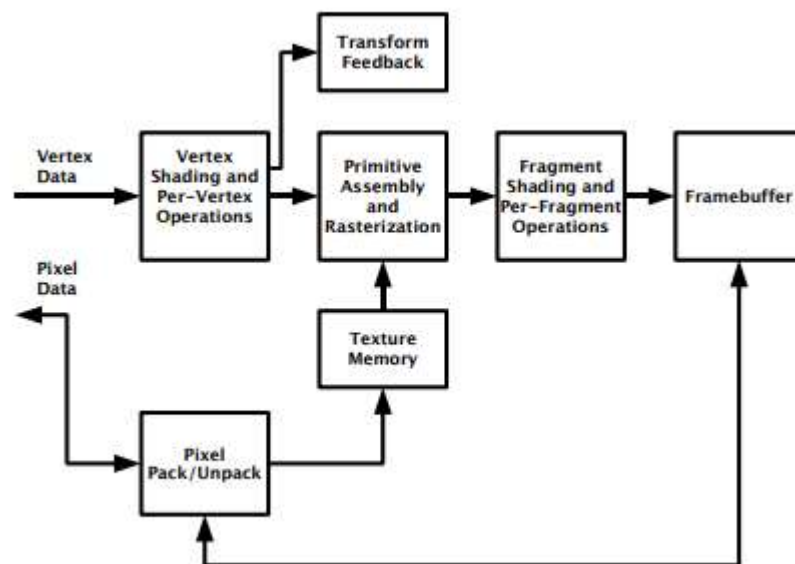 Transform
Feedback
Vertex
Data
Vertex
Shading and
Per-Vertex
Operations
Primitive
Assembly
and
Rasterization
Fragment
Shading and
Per-Fragment
Operations
Framebuffer
Pixel
Data
Texture
Memory
Pixel
Pack/Unpack